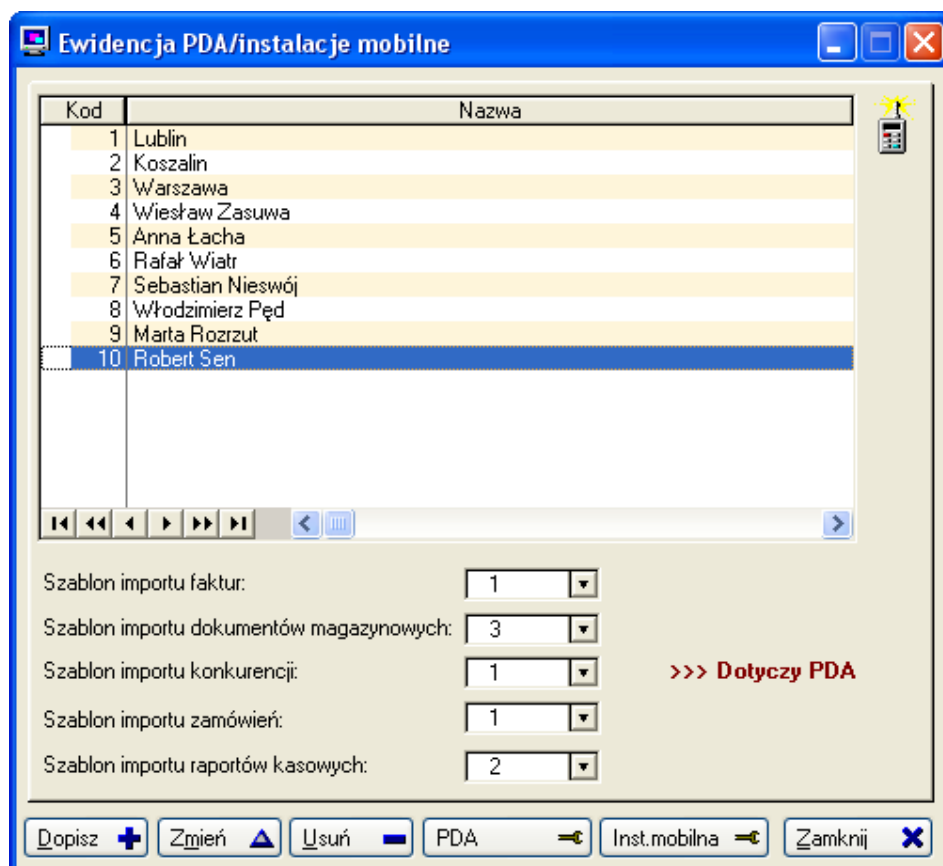 Ewidencja PDA/instalacje mobilne
Kod Nazwa
1 Lublin
2 Koszalin
3 Warszawa
4 Wiesław Zasuwa
5 Anna Łacha
6 Rafał Wiatr
7 Sebastian Nieswój
8 Włodzimierz Pęd
9 Marta Rozrzut
10 Robert Sen
Szablon importu faktur: 1
Szablon importu dokumentów magazynowych: 3
Szablon importu konkurencji: 1 >>> Dotyczy PDA
Szablon importu zamówień: 1
Szablon importu raportów kasowych: 2
Dopisz Zmień Usuń PDA Inst.mobilna Zamknij